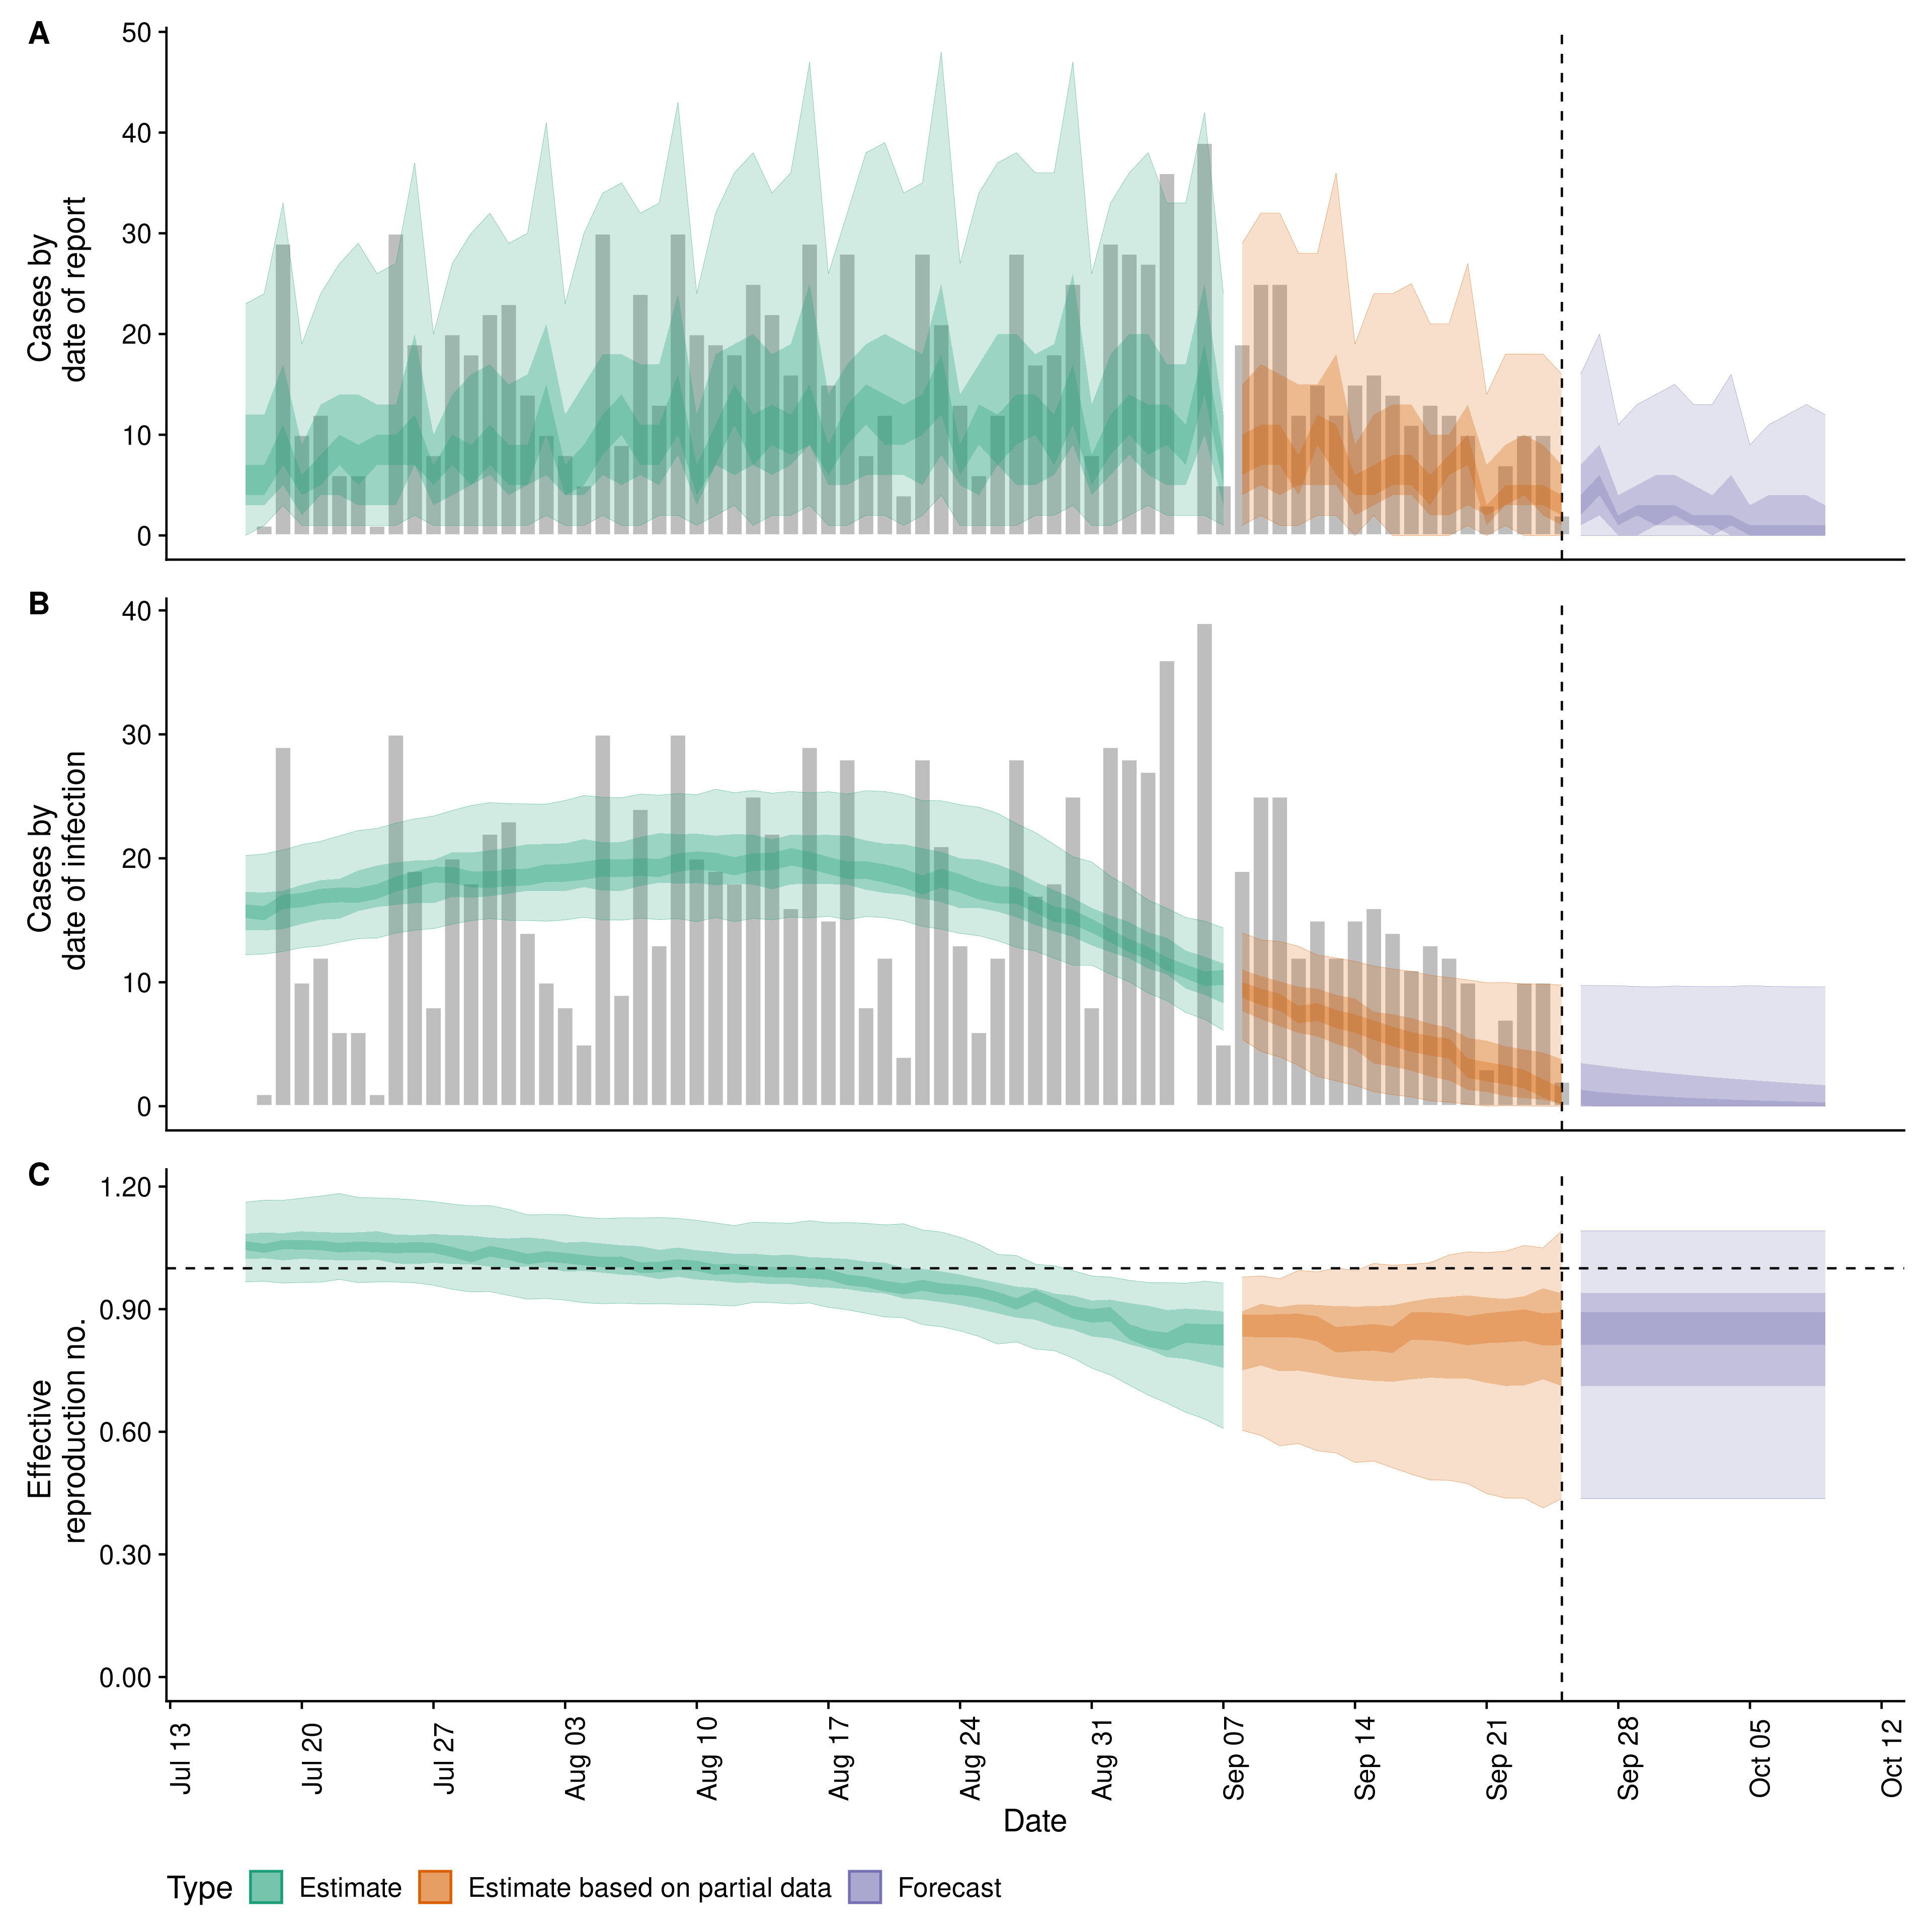 A
50
40
30
20
10
0
Cases by
date of report
B
40
30
20
10
0
Cases by
date of infection
C
1.20
0.90
0.60
0.30
0.00
Effective
reproduction no.
Jul 13
Jul 20
Jul 27
Aug 03
Aug 10
Aug 17
Aug 24
Aug 31
Sep 07
Sep 14
Sep 21
Sep 28
Oct 05
Oct 12
Date
Type Estimate Estimate based on partial data Forecast